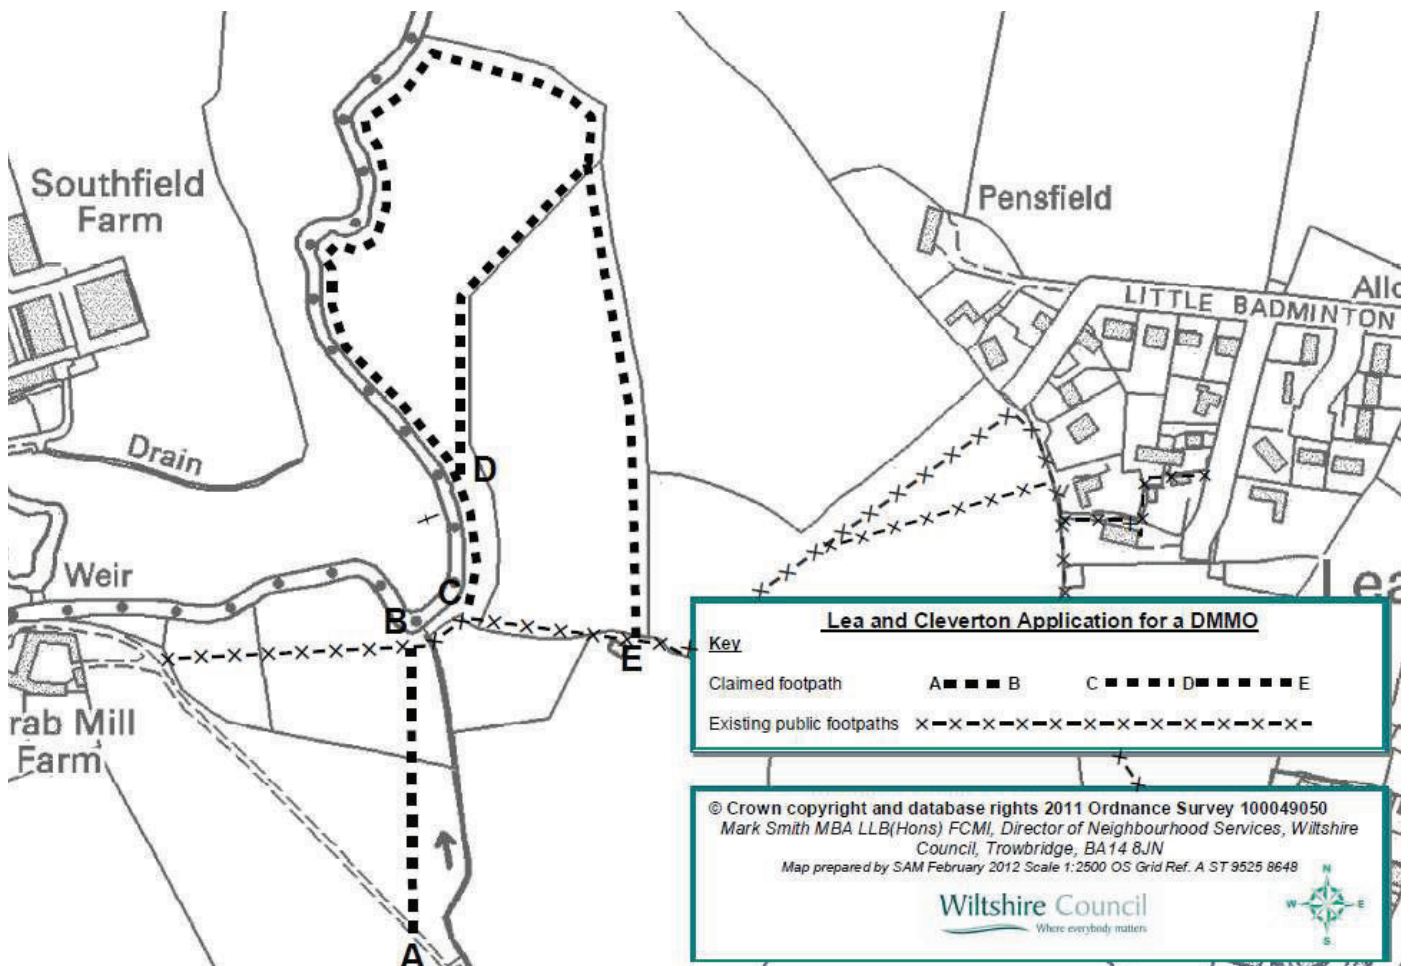 Southfield
Farm
Pensfield
LITTLE BADMINTON
Drain
D
Weir
C
B
E
rab Mill
Farm
A
Lea and Cleverton Application for a DMMO
Key
Claimed footpath A B C D E
Existing public footpaths
© Crown copyright and database rights 2011 Ordnance Survey 100049050
Mark Smith MBA LLB(Hons) FCMI, Director of Neighbourhood Services, Wiltshire
Council, Trowbridge, BA14 8JN
Map prepared by SAM February 2012 Scale 1:2500 OS Grid Ref. A ST 9525 8648
Wiltshire Council
Where everybody matters
N
W E
S